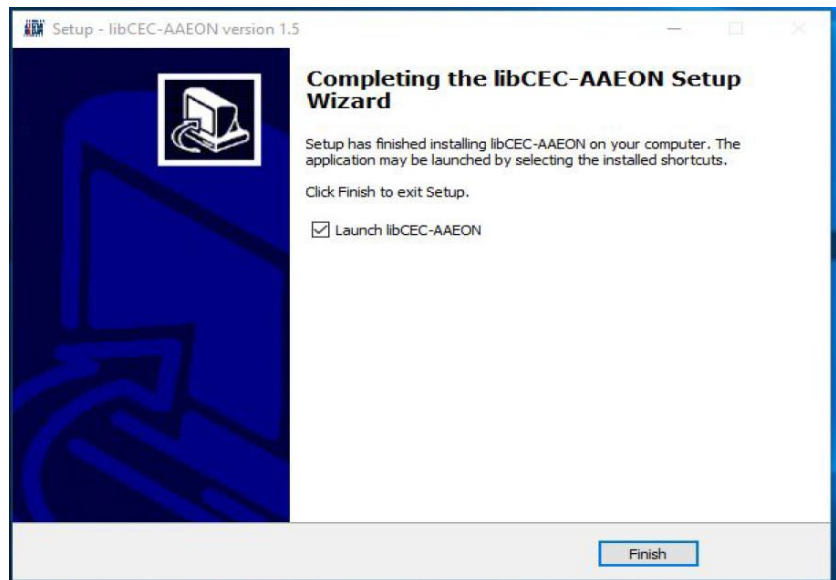 Setup - libCEC-AAEON version 1.5
Completing the libCEC-AAEON Setup
Wizard
Setup has finished installing libCEC-AAEON on your computer. The
application may be launched by selecting the installed shortcuts.
Click Finish to exit Setup.
Launch libCEC-AAEON
Finish